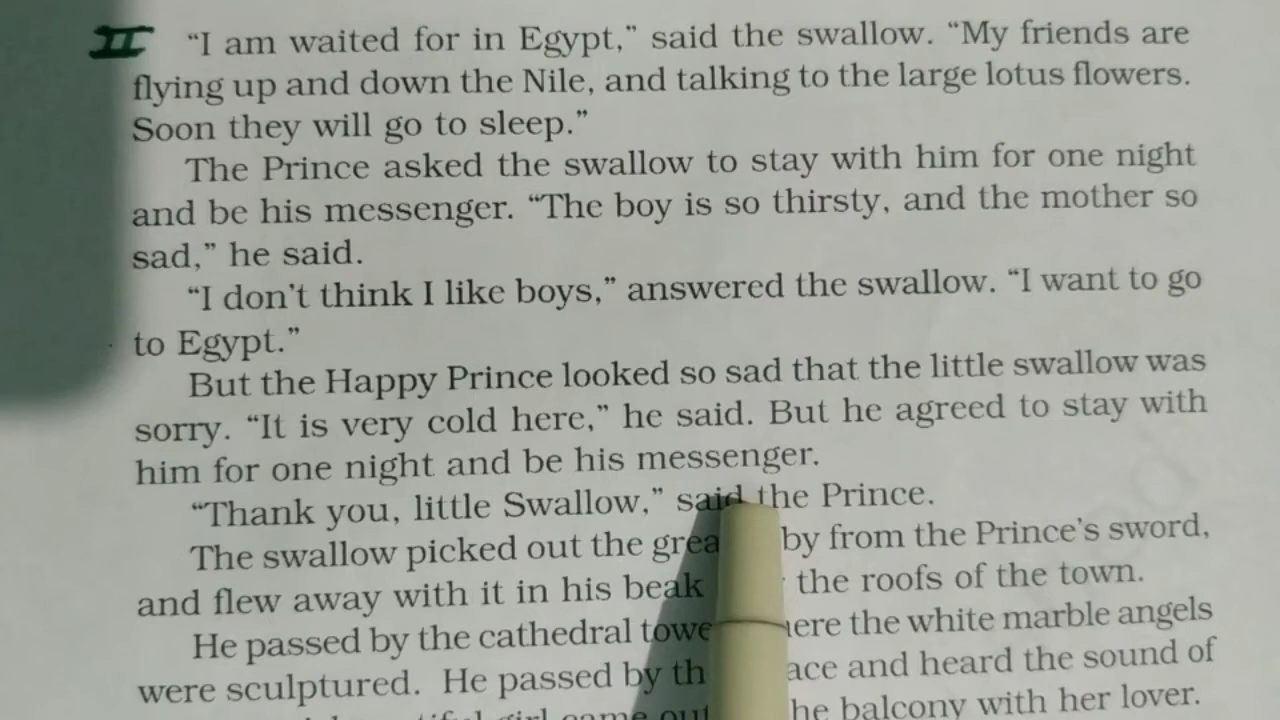 II "I am waited for in Egypt," said the swallow. "My friends are
flying up and down the Nile, and talking to the large lotus flowers.
Soon they will go to sleep."
The Prince asked the swallow to stay with him for one night
and be his messenger. "The boy is so thirsty, and the mother so
sad," he said.
"I don't think I like boys," answered the swallow. "I want to go
to Egypt."
But the Happy Prince looked so sad that the little swallow was
sorry. "It is very cold here," he said. But he agreed to stay with
him for one night and be his messenger.
"Thank you, little Swallow," said the Prince.
The swallow picked out the from the Prince's sword,
and flew away with it in his beak the roofs of the town.
He passed by the cathedral the white marble angels
were sculptured. He passed by and heard the sound of
girl came out balcony with her lover.